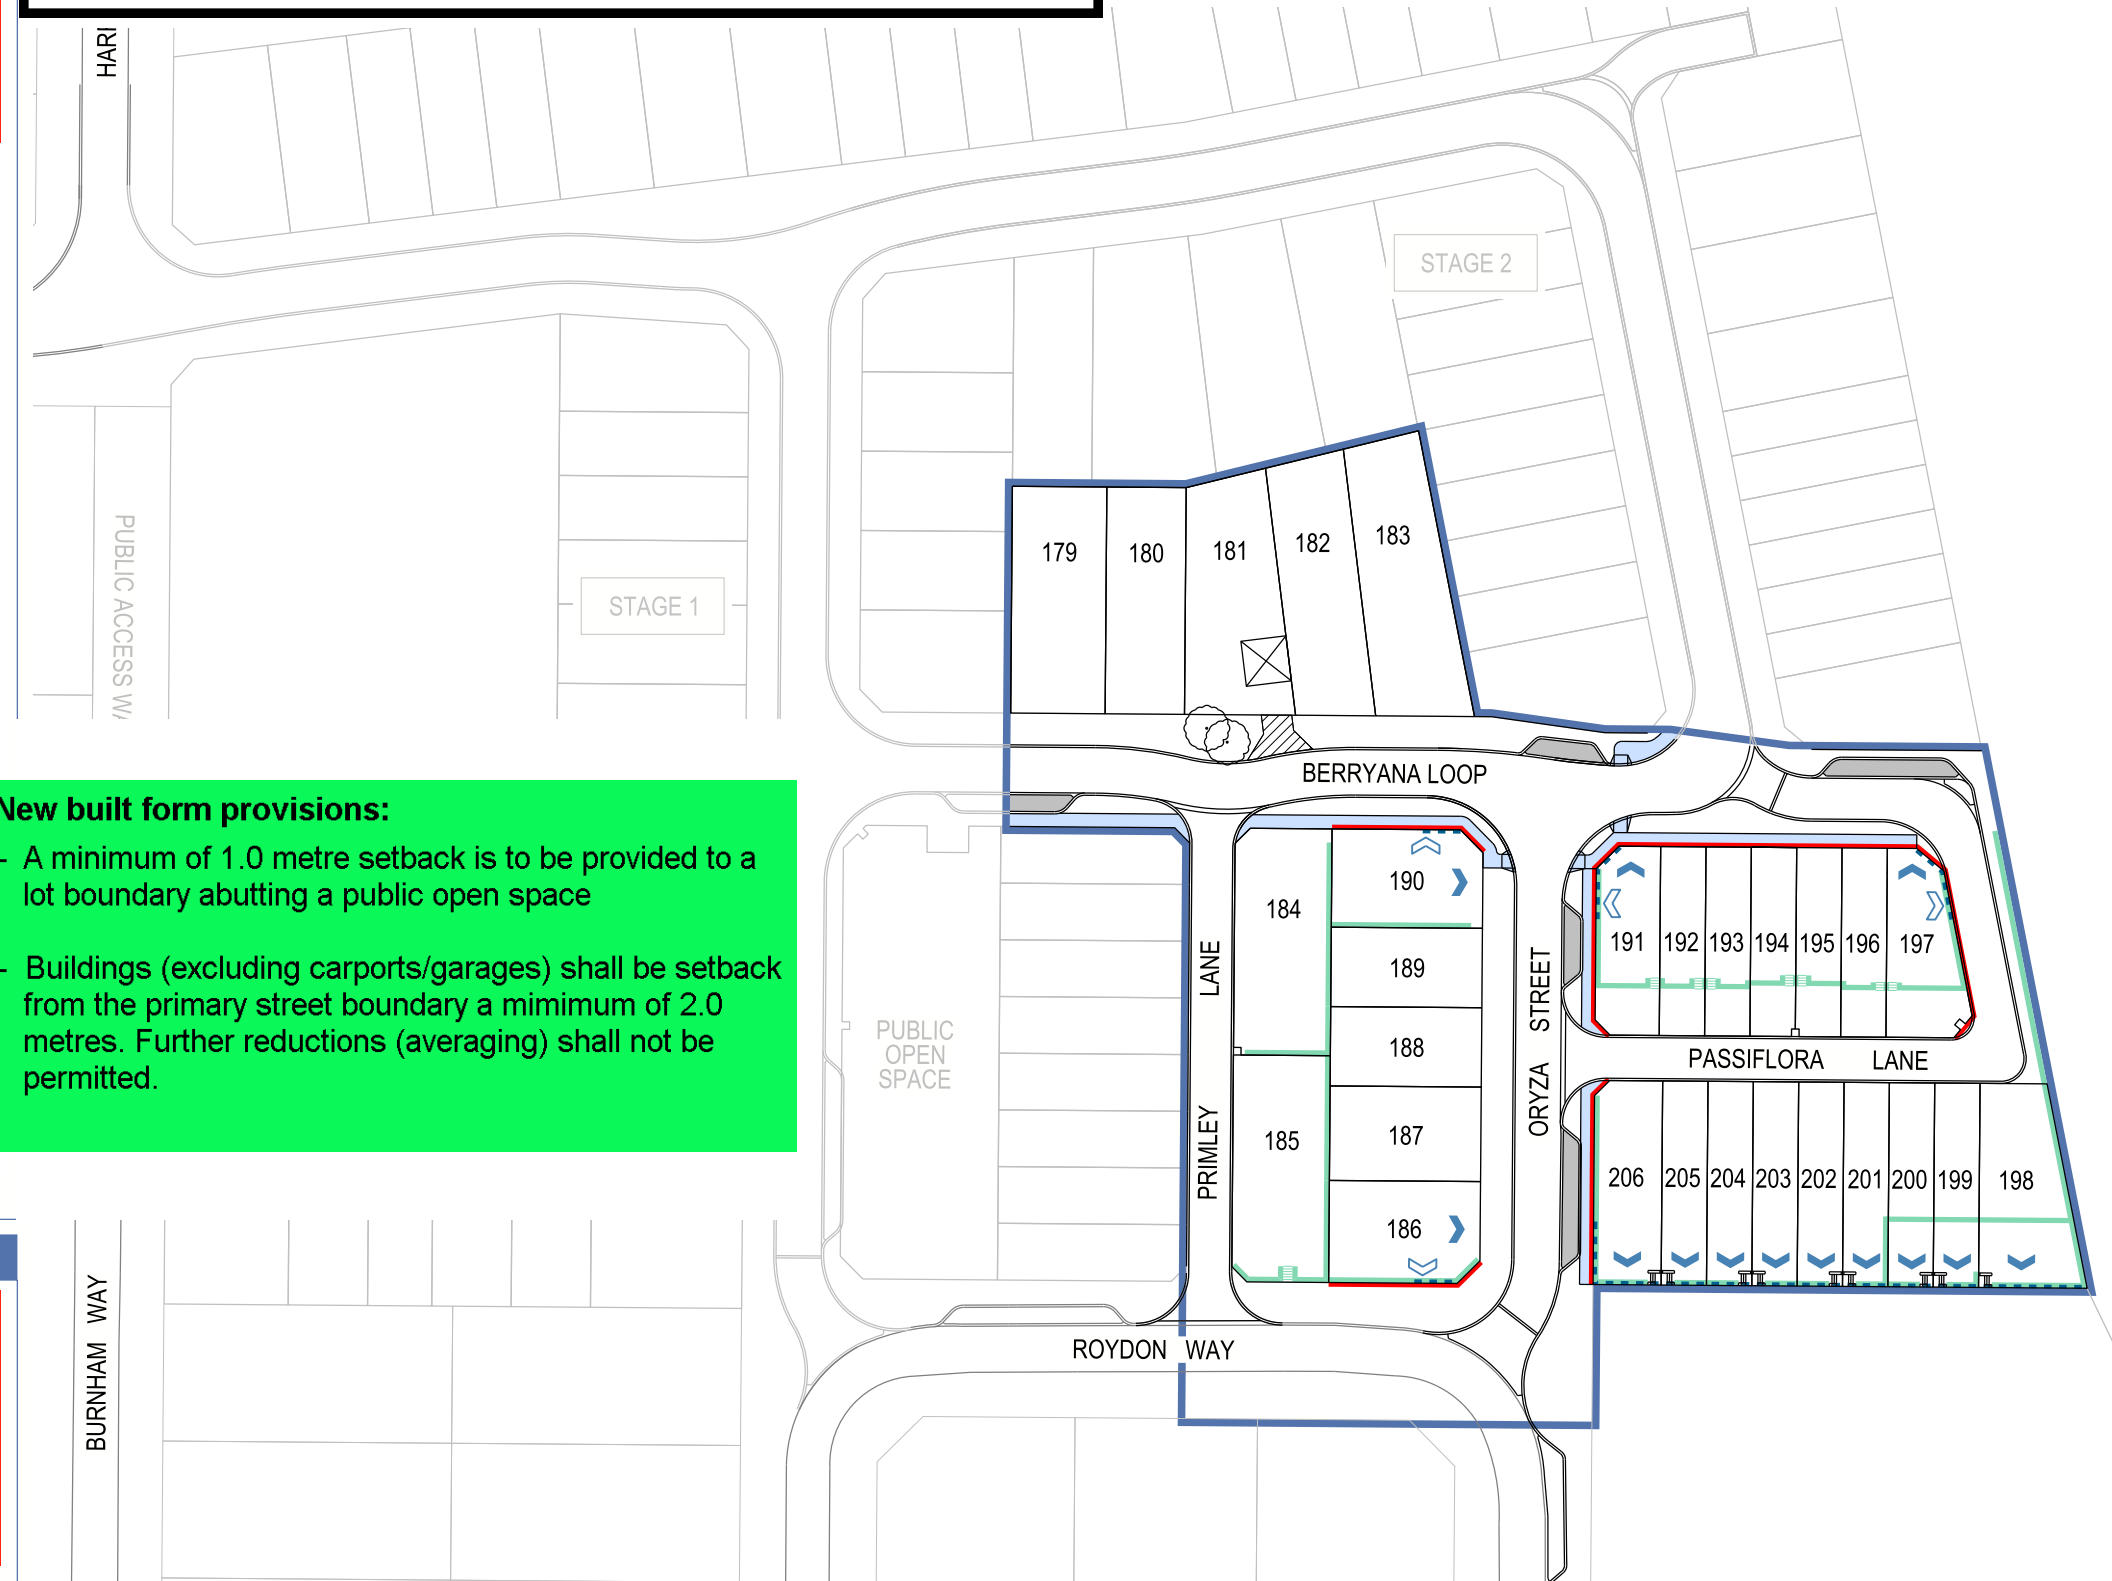 HARI
STAGE 2
179
180
181
182
183
PUBLIC ACCESS WA
STAGE 1
BERRYANA LOOP
New built form provisions:
- A minimum of 1.0 metre setback is to be provided to a
lot boundary abutting a public open space
- Buildings (excluding carports/garages) shall be setback
from the primary street boundary a mimimum of 2.0
metres. Further reductions (averaging) shall not be
permitted.
184
190
189
188
187
186
185
191
192
193
194
195
196
197
PUBLIC
OPEN
SPACE
PRIMLEY LANE
ORYZA STREET
PASSIFLORA LANE
206
205
204
203
202
201
200
199
198
ROYDON WAY
BURNHAM WAY